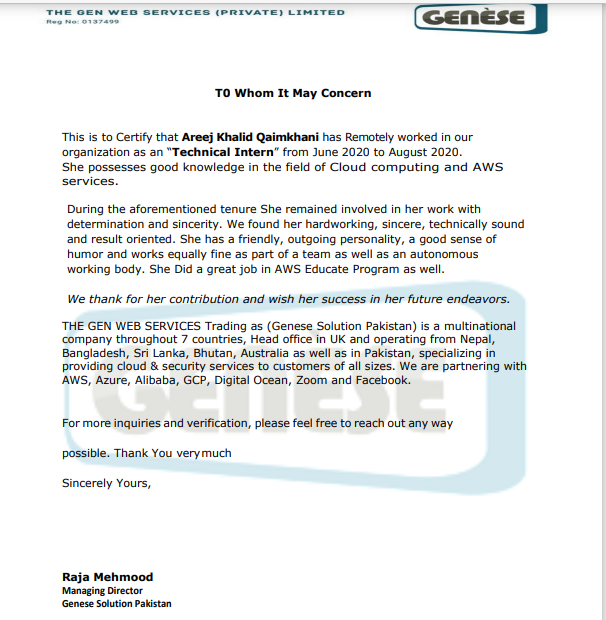 THE GEN WEB SERVICES (PRIVATE) LIMITED
Reg No: 0137499
GENÈSE
T0 Whom It May Concern
This is to Certify that Areej Khalid Qaimkhani has Remotely worked in our
organization as an “Technical Intern” from June 2020 to August 2020.
She possesses good knowledge in the field of Cloud computing and AWS
services.
During the aforementioned tenure She remained involved in her work with
determination and sincerity. We found her hardworking, sincere, technically sound
and result oriented. She has a friendly, outgoing personality, a good sense of
humor and works equally fine as part of a team as well as an autonomous
working body. She Did a great job in AWS Educate Program as well.
We thank for her contribution and wish her success in her future endeavors.
THE GEN WEB SERVICES Trading as (Genese Solution Pakistan) is a multinational
company throughout 7 countries, Head office in UK and operating from Nepal,
Bangladesh, Sri Lanka, Bhutan, Australia as well as in Pakistan, specializing in
providing cloud & security services to customers of all sizes. We are partnering with
AWS, Azure, Alibaba, GCP, Digital Ocean, Zoom and Facebook.
GENÈSE
For more inquiries and verification, please feel free to reach out any way
possible. Thank You very much
Sincerely Yours,
Raja Mehmood
Managing Director
Genese Solution Pakistan